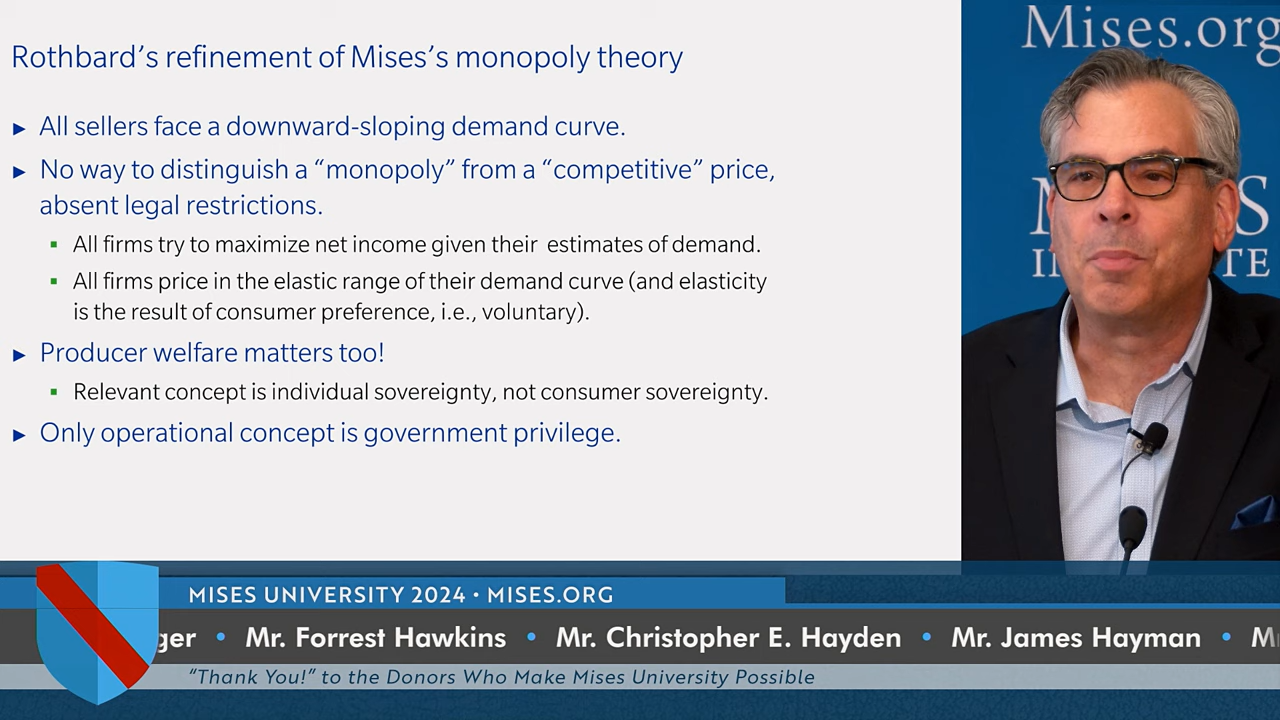 Rothbard's refinement of Mises's monopoly theory
► All sellers face a downward-sloping demand curve.
► No way to distinguish a “monopoly” from a “competitive” price,
absent legal restrictions.
▪ All firms try to maximize net income given their estimates of demand.
▪ All firms price in the elastic range of their demand curve (and elasticity
is the result of consumer preference, i.e., voluntary).
► Producer welfare matters too!
▪ Relevant concept is individual sovereignty, not consumer sovereignty.
► Only operational concept is government privilege.
Mises.org
MISES UNIVERSITY 2024 • MISES.ORG
ger • Mr. Forrest Hawkins • Mr. Christopher E. Hayden • Mr. James Hayman •
“Thank You!” to the Donors Who Make Mises University Possible